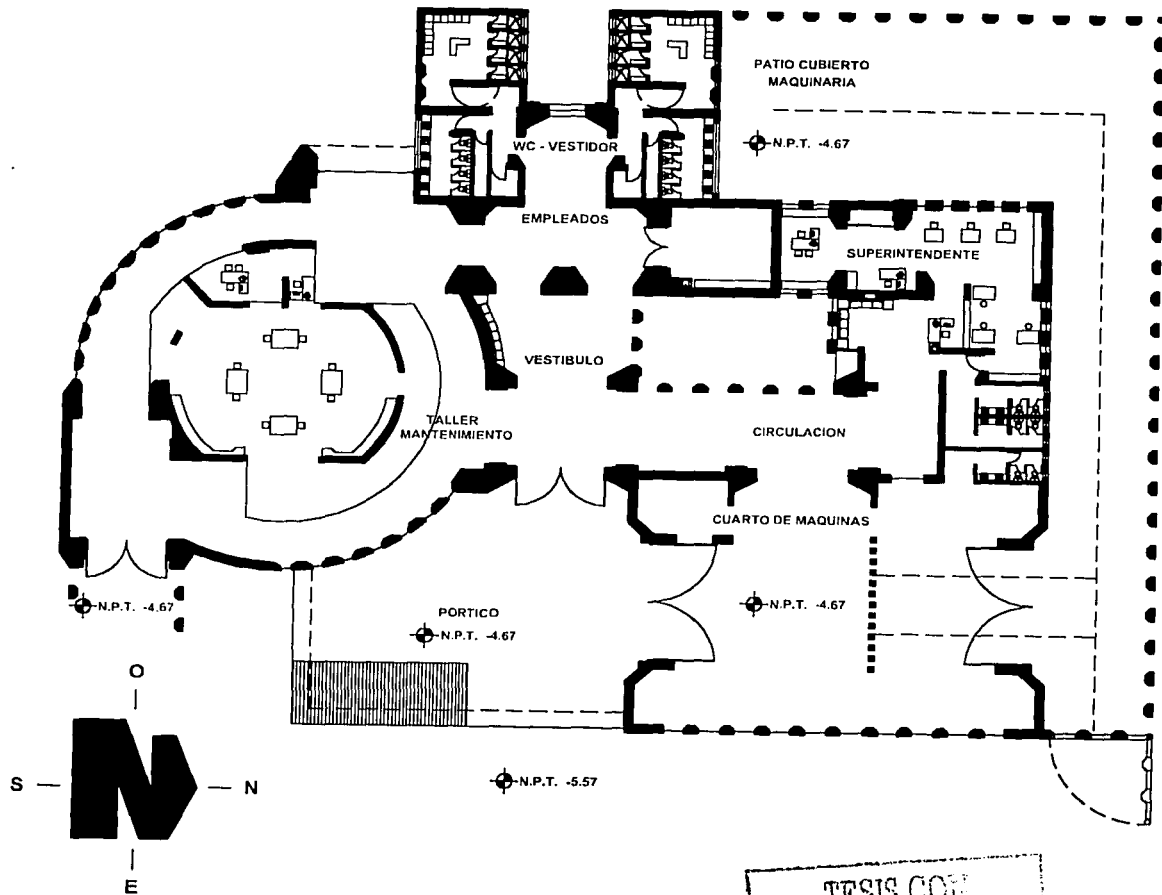 PATIO CUBIERTO
MAQUINARIA
N.P.T. -4.67
WC - VESTIDOR
EMPLEADOS
SUPERINTENDENTE
VESTIBULO
TALLER
MANTENIMIENTO
CIRCULACION
CUARTO DE MAQUINAS
N.P.T. -4.67
PORTICO
N.P.T. -4.67
N.P.T. -4.67
O
S
N
N
E
N.P.T. -5.57
TESIS CON